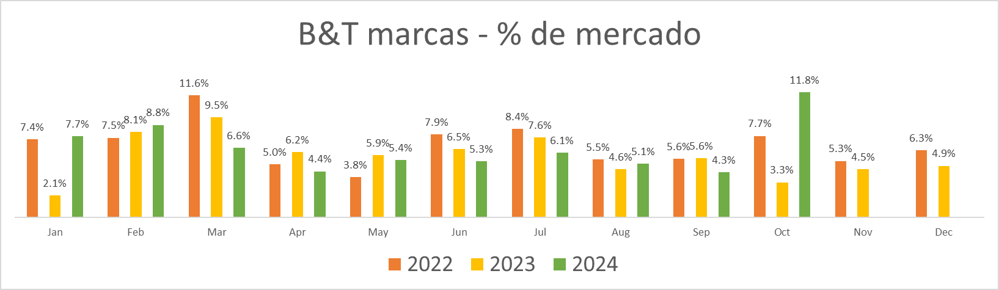 B&T marcas - % de mercado
7.4% 2.1% 7.7%
7.5% 8.1% 8.8%
11.6% 9.5% 6.6%
5.0% 6.2% 4.4%
3.8% 5.9% 5.4%
7.9% 6.5% 5.3%
8.4% 7.6% 6.1%
5.5% 4.6% 5.1%
5.6% 5.6% 4.3%
7.7% 3.3% 11.8%
5.3% 4.5%
6.3% 4.9%
Jan Feb Mar Apr May Jun Jul Aug Sep Oct Nov Dec
2022 2023 2024